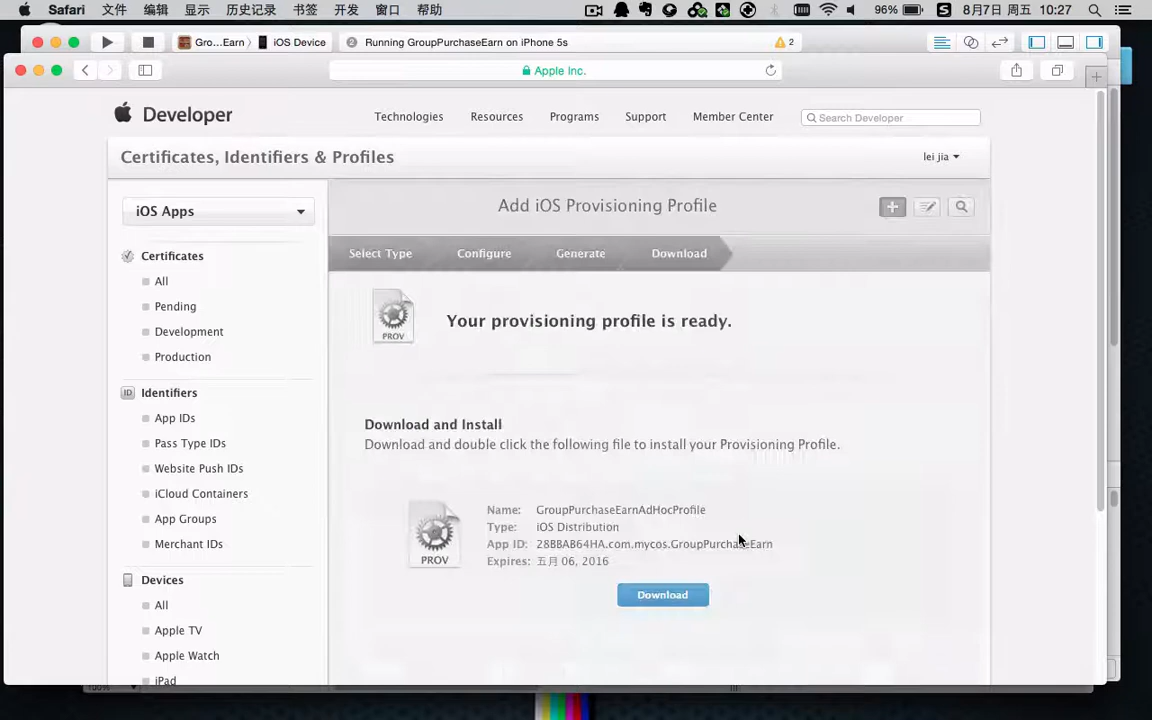 Safari 文件 编辑 显示 历史记录 书签 开发 窗口 帮助 96% 8月7日 周五 10:27
Gro...Earn iOS Device 2 Running GroupPurchaseEarn on iPhone 5s 2
Apple Inc.
Developer Technologies Resources Programs Support Member Center Search Developer
Certificates, Identifiers & Profiles lei jia
iOS Apps Add iOS Provisioning Profile
Select Type Configure Generate Download
Certificates
All
Pending
Development
Production
Identifiers
App IDs
Pass Type IDs
Website Push IDs
iCloud Containers
App Groups
Merchant IDs
Devices
All
Apple TV
Apple Watch
iPad
PROV
Your provisioning profile is ready.
Download and Install
Download and double click the following file to install your Provisioning Profile.
PROV
Name: GroupPurchaseEarnAdHocProfile
Type: iOS Distribution
App ID: 28BBAB64HA.com.mycos.GroupPurchaseEarn
Expires: 五月 06, 2016
Download
100%